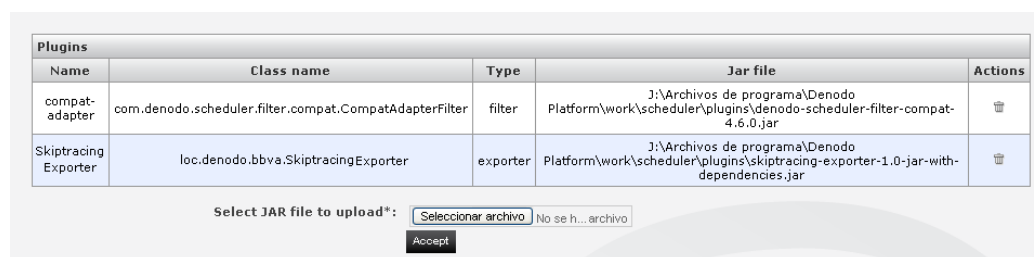 Plugins
Name Class name Type Jar file Actions
compat-
adapter
com.denodo.scheduler.filter.compat.CompatAdapterFilter
filter
J:\Archivos de programa\Denodo
Platform\work\scheduler\plugins\denodo-scheduler-filter-compat-
4.6.0.jar
Skiptracing
Exporter
loc.denodo.bbva.SkiptracingExporter
exporter
J:\Archivos de programa\Denodo
Platform\work\scheduler\plugins\skiptracing-exporter-1.0-jar-with-
dependencies.jar
Select JAR file to upload*: Seleccionar archivo No se h... archivo
Accept